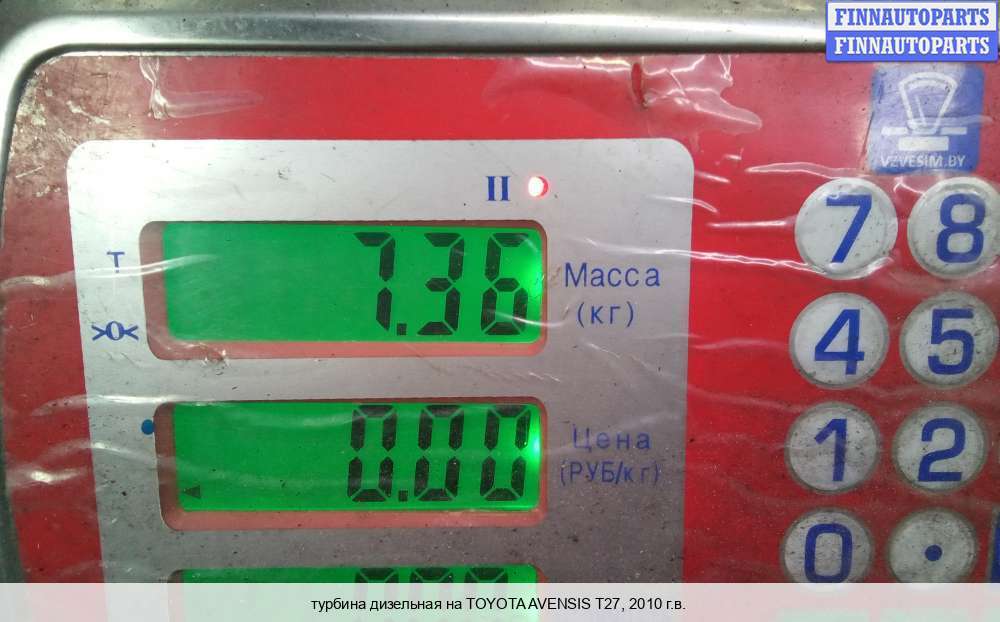 FINNAUTOPARTS
FINNAUTOPARTS
VZVESIM.BY
II
7 8
T
7.36
Масса
(кг)
>0<
4 5
0.00
Цена
(РУБ/кг)
1 2
0 .
турбина дизельная на TOYOTA AVENSIS T27, 2010 г.в.